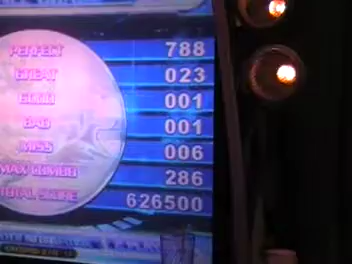 PERFECT 788
GREAT 023
GOOD 001
BAD 001
MISS 006
MAX COMBO 286
TOTAL SCORE 626500